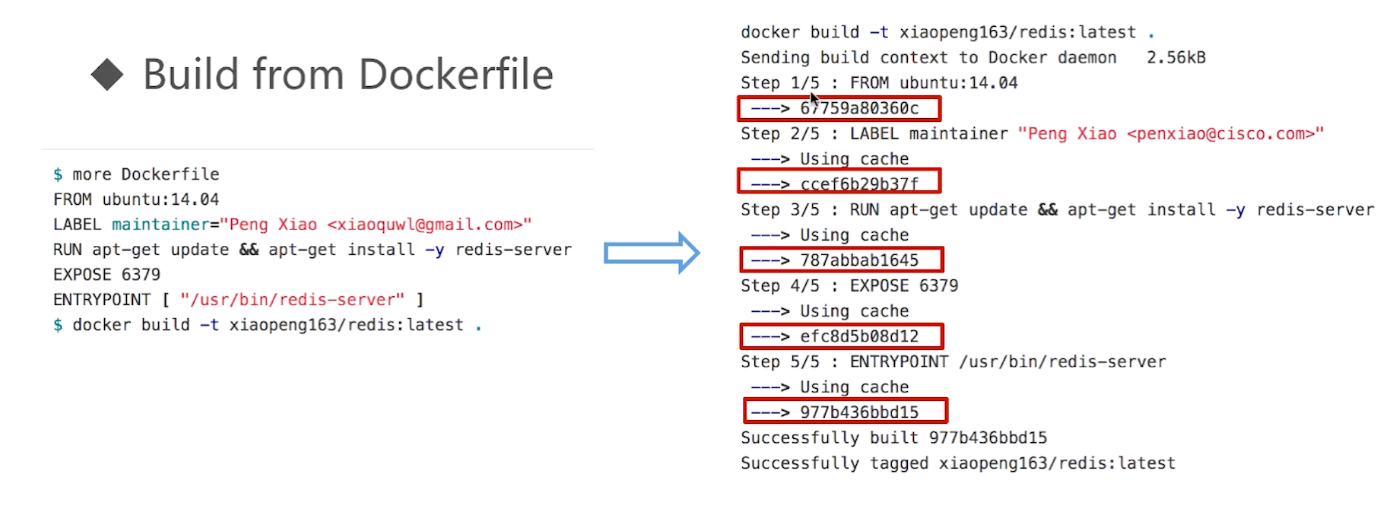 ◆ Build from Dockerfile
$ more Dockerfile
FROM ubuntu:14.04
LABEL maintainer="Peng Xiao <xiaoquwl@gmail.com>"
RUN apt-get update && apt-get install -y redis-server
EXPOSE 6379
ENTRYPOINT [ "/usr/bin/redis-server" ]
$ docker build -t xiaopeng163/redis:latest .
docker build -t xiaopeng163/redis:latest .
Sending build context to Docker daemon   2.56kB
Step 1/5 : FROM ubuntu:14.04
---> 67759a80360c
Step 2/5 : LABEL maintainer "Peng Xiao <penxiao@cisco.com>"
---> Using cache
---> ccef6b29b37f
Step 3/5 : RUN apt-get update && apt-get install -y redis-server
---> Using cache
---> 787abbab1645
Step 4/5 : EXPOSE 6379
---> Using cache
---> efc8d5b08d12
Step 5/5 : ENTRYPOINT /usr/bin/redis-server
---> Using cache
---> 977b436bbd15
Successfully built 977b436bbd15
Successfully tagged xiaopeng163/redis:latest